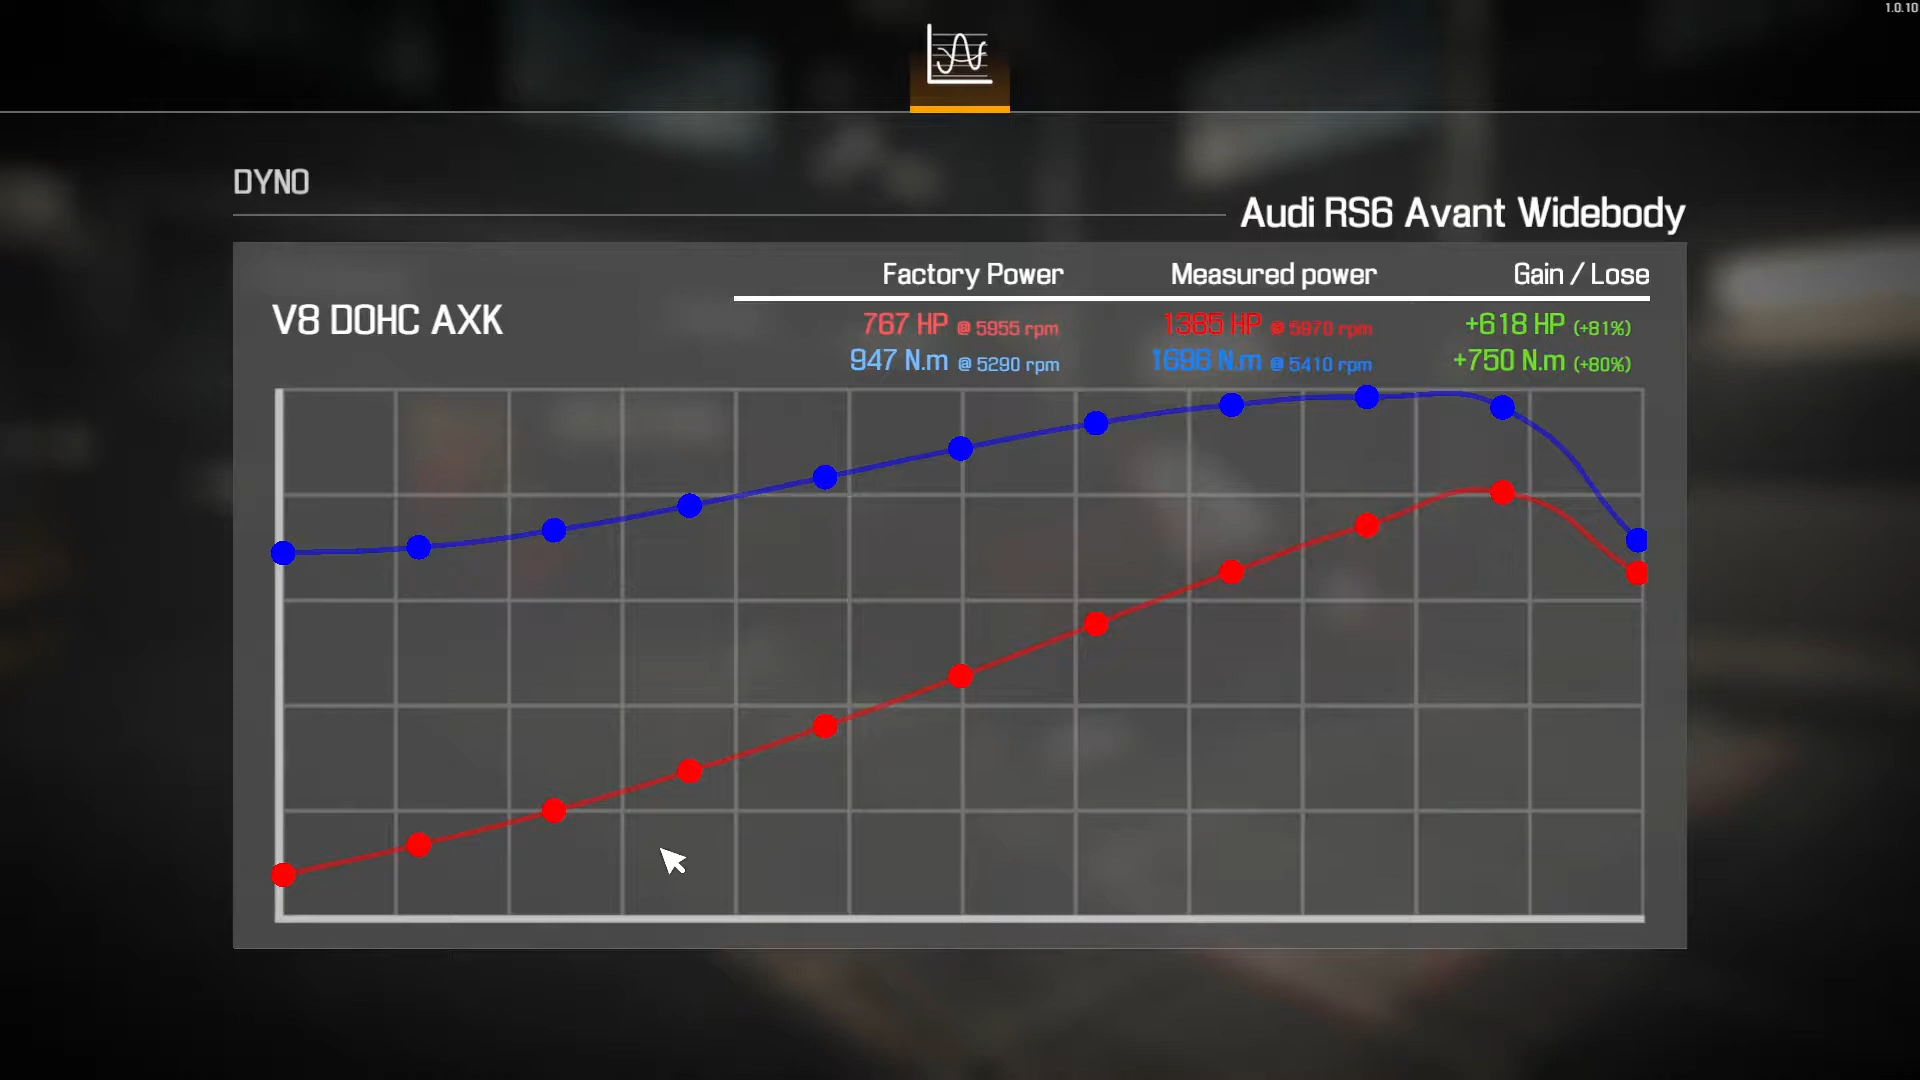 1.0.10
DYNO
Audi RS6 Avant Widebody
Factory Power Measured power Gain / Lose
V8 DOHC AXK
767 HP @ 5955 rpm 1385 HP @ 5970 rpm +618 HP (+81%)
947 N.m @ 5290 rpm 1696 N.m @ 5410 rpm +750 N.m (+80%)